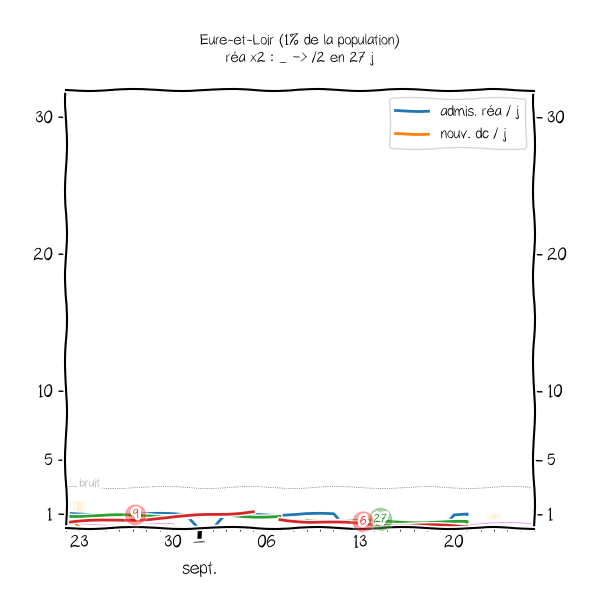 Eure-et-Loir (1% de la population)
réa x2 : _ -> /2 en 27 j
admis. réa / j
nouv. dc / j
30 30
20 20
10 10
5 5
bruit
1 1
9 6 27
23 30 06 13 20
sept.